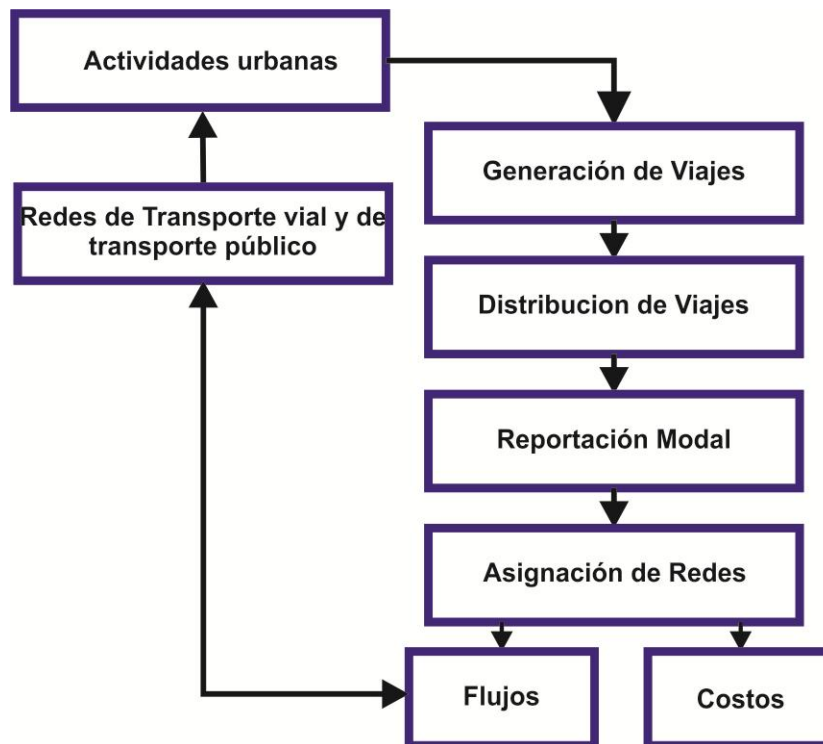 Actividades urbanas
Generación de Viajes
Redes de Transporte vial y de
transporte público
Distribucion de Viajes
Reportación Modal
Asignación de Redes
Flujos
Costos